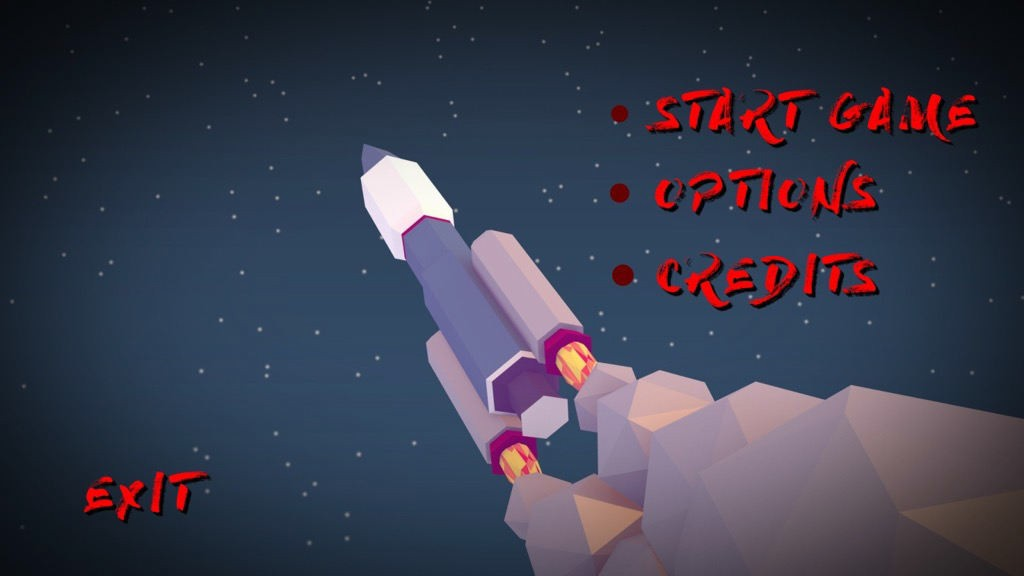 • START GAME
• OPTIONS
• CREDITS
EXIT